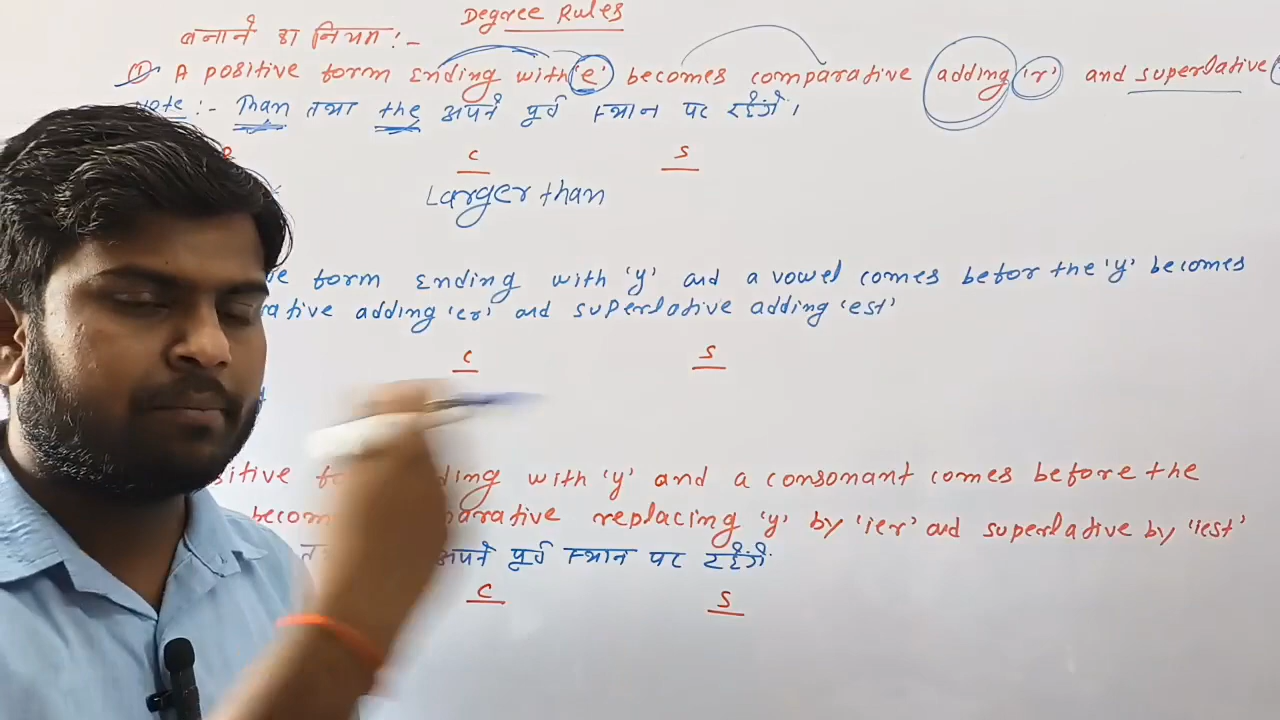 Degree Rules
बनाने का नियम:-
(1) A positive form Ending with 'e' becomes comparative adding 'r' and superlative
Note:- Than तथा the अपने पूर्व स्थान पर रहेंगे।
C S
Larger than
form Ending with 'y' and a vowel comes befor the 'y' becomes
adding 'er' and superlative adding 'est'
C S
with 'y' and a consonant comes before the
replacing 'y' by 'ier' and superlative by 'iest'
अपने पूर्व स्थान पर रहेंगे
C S